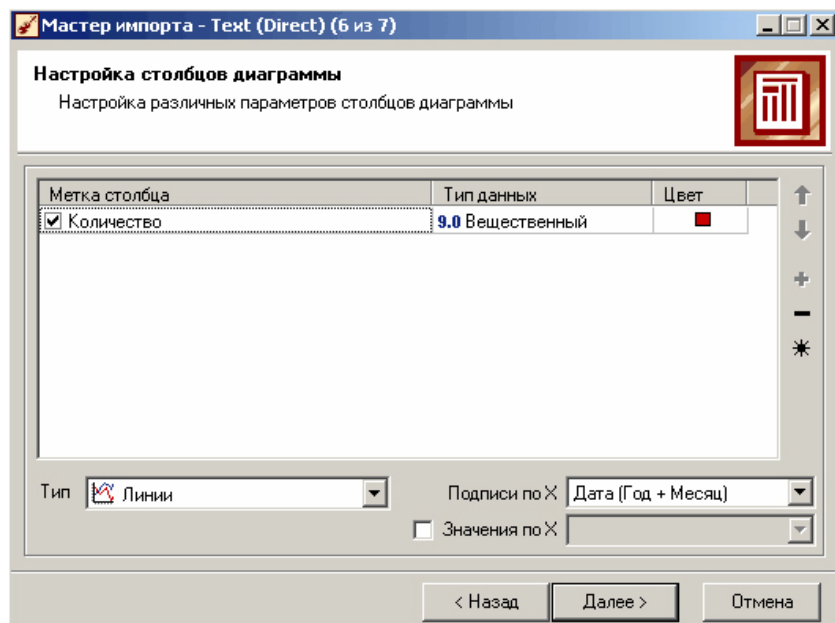 Мастер импорта - Text (Direct) (6 из 7)
Настройка столбцов диаграммы
Настройка различных параметров столбцов диаграммы
Метка столбца Тип данных Цвет
Количество 9.0 Вещественный
Тип Линии Подписи по X Дата (Год + Месяц)
Значения по X
< Назад Далее > Отмена